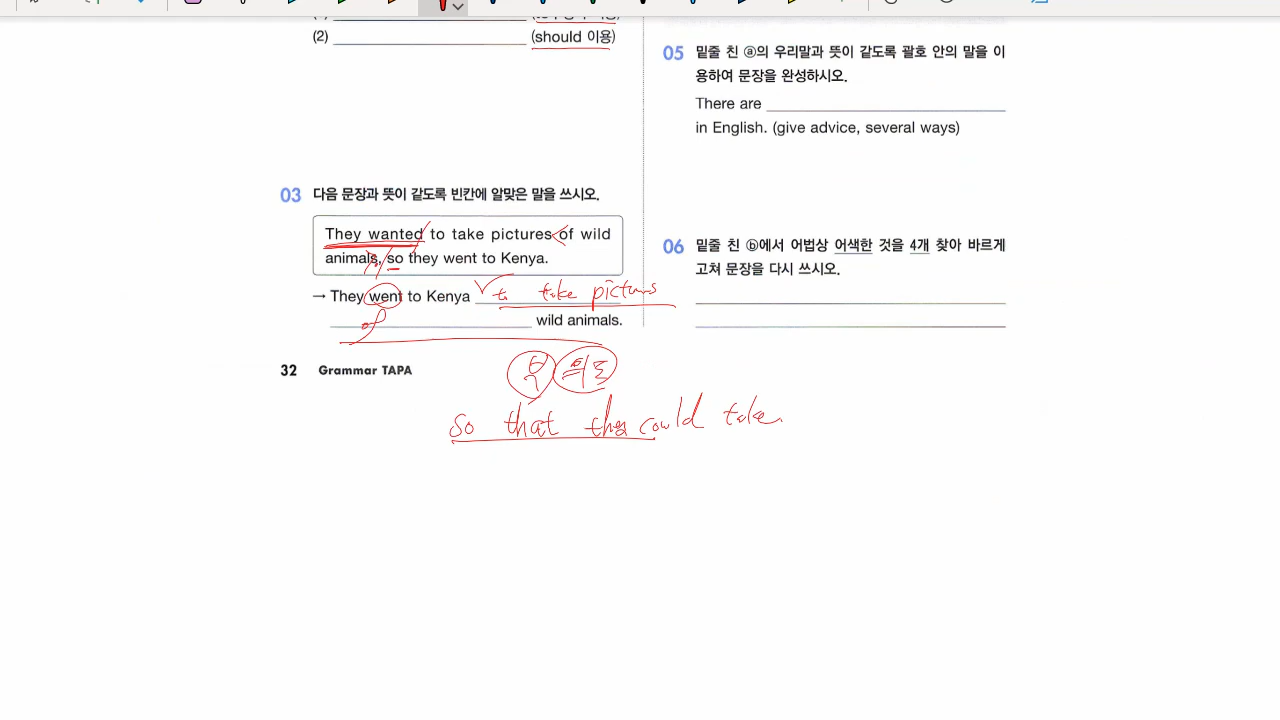 (2) (should 이용)
03 다음 문장과 뜻이 같도록 빈칸에 알맞은 말을 쓰시오.
They wanted to take pictures of wild
animals, so they went to Kenya.
→ They went to Kenya to take pictures
of wild animals.
32 Grammar TAPA
so that they could take
05 밑줄 친 ⓐ의 우리말과 뜻이 같도록 괄호 안의 말을 이
용하여 문장을 완성하시오.
There are
in English. (give advice, several ways)
06 밑줄 친 ⓑ에서 어법상 어색한 것을 4개 찾아 바르게
고쳐 문장을 다시 쓰시오.